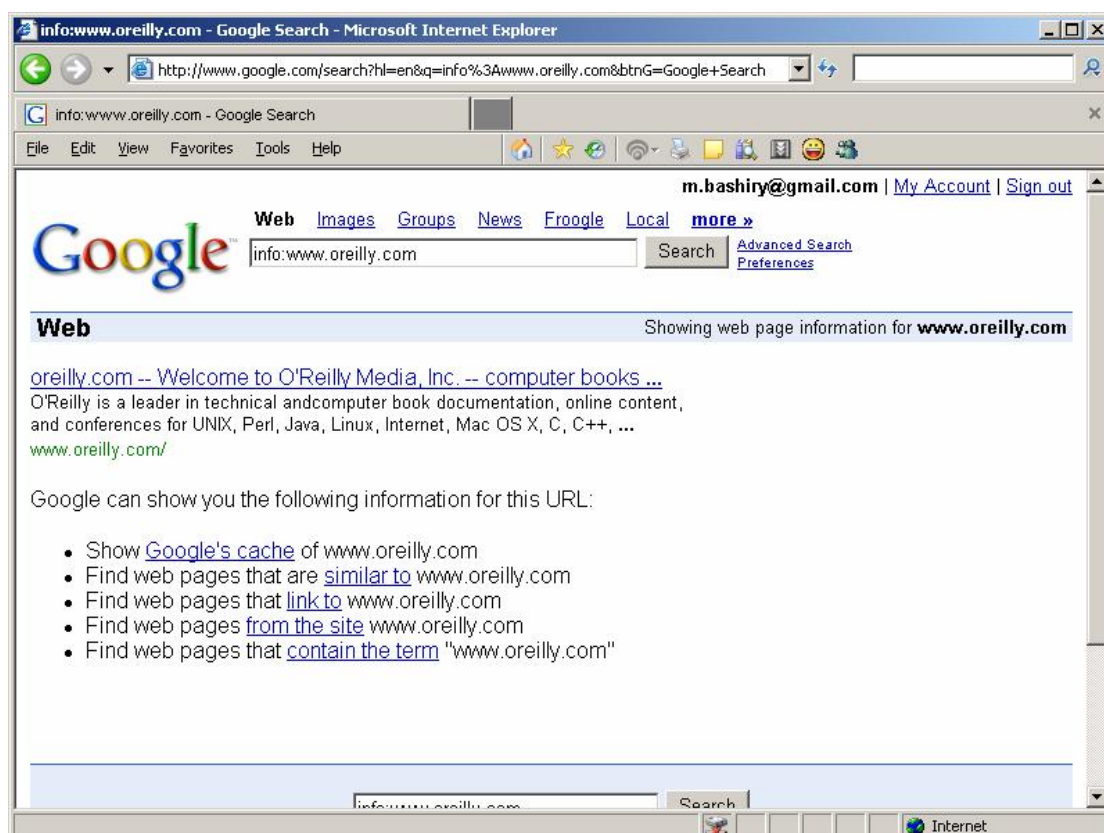 info:www.oreilly.com - Google Search - Microsoft Internet Explorer
http://www.google.com/search?hl=en&q=info%3Awww.oreilly.com&btnG=Google+Search
info:www.oreilly.com - Google Search
File Edit View Favorites Tools Help
m.bashiry@gmail.com | My Account | Sign out
Web Images Groups News Froogle Local more »
Google™
info:www.oreilly.com Search Advanced Search
Preferences
Web Showing web page information for www.oreilly.com
oreilly.com -- Welcome to O'Reilly Media, Inc. -- computer books ...
O'Reilly is a leader in technical andcomputer book documentation, online content,
and conferences for UNIX, Perl, Java, Linux, Internet, Mac OS X, C, C++, ...
www.oreilly.com/
Google can show you the following information for this URL:
• Show Google's cache of www.oreilly.com
• Find web pages that are similar to www.oreilly.com
• Find web pages that link to www.oreilly.com
• Find web pages from the site www.oreilly.com
• Find web pages that contain the term "www.oreilly.com"
info:www.oreilly.com Search
Internet